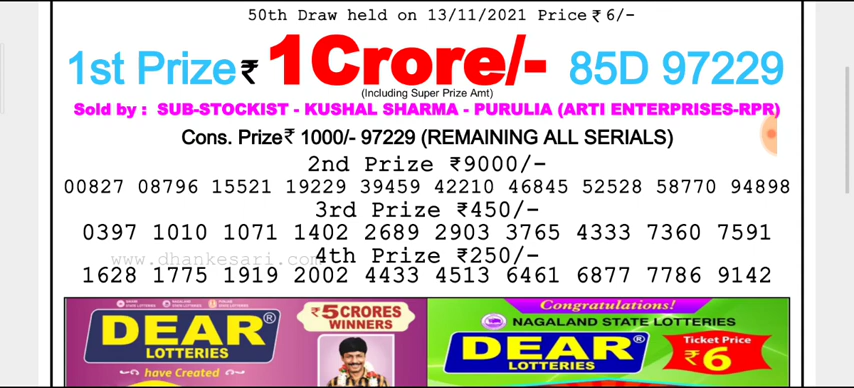 50th Draw held on 13/11/2021 Price ₹ 6/-
1st Prize ₹ 1Crore/- 85D 97229
(Including Super Prize Amt)
Sold by : SUB-STOCKIST - KUSHAL SHARMA - PURULIA (ARTI ENTERPRISES-RPR)
Cons. Prize ₹ 1000/- 97229 (REMAINING ALL SERIALS)
2nd Prize ₹9000/-
00827 08796 15521 19229 39459 42210 46845 52528 58770 94898
3rd Prize ₹450/-
0397 1010 1071 1402 2689 2903 3765 4333 7360 7591
www.dhankesari.com
4th Prize ₹250/-
1628 1775 1919 2002 4433 4513 6461 6877 7786 9142
DEAR®
LOTTERIES
have Created
₹5 CRORES
WINNERS
Congratulations!
NAGALAND STATE LOTTERIES
DEAR®
LOTTERIES
Ticket Price
₹6